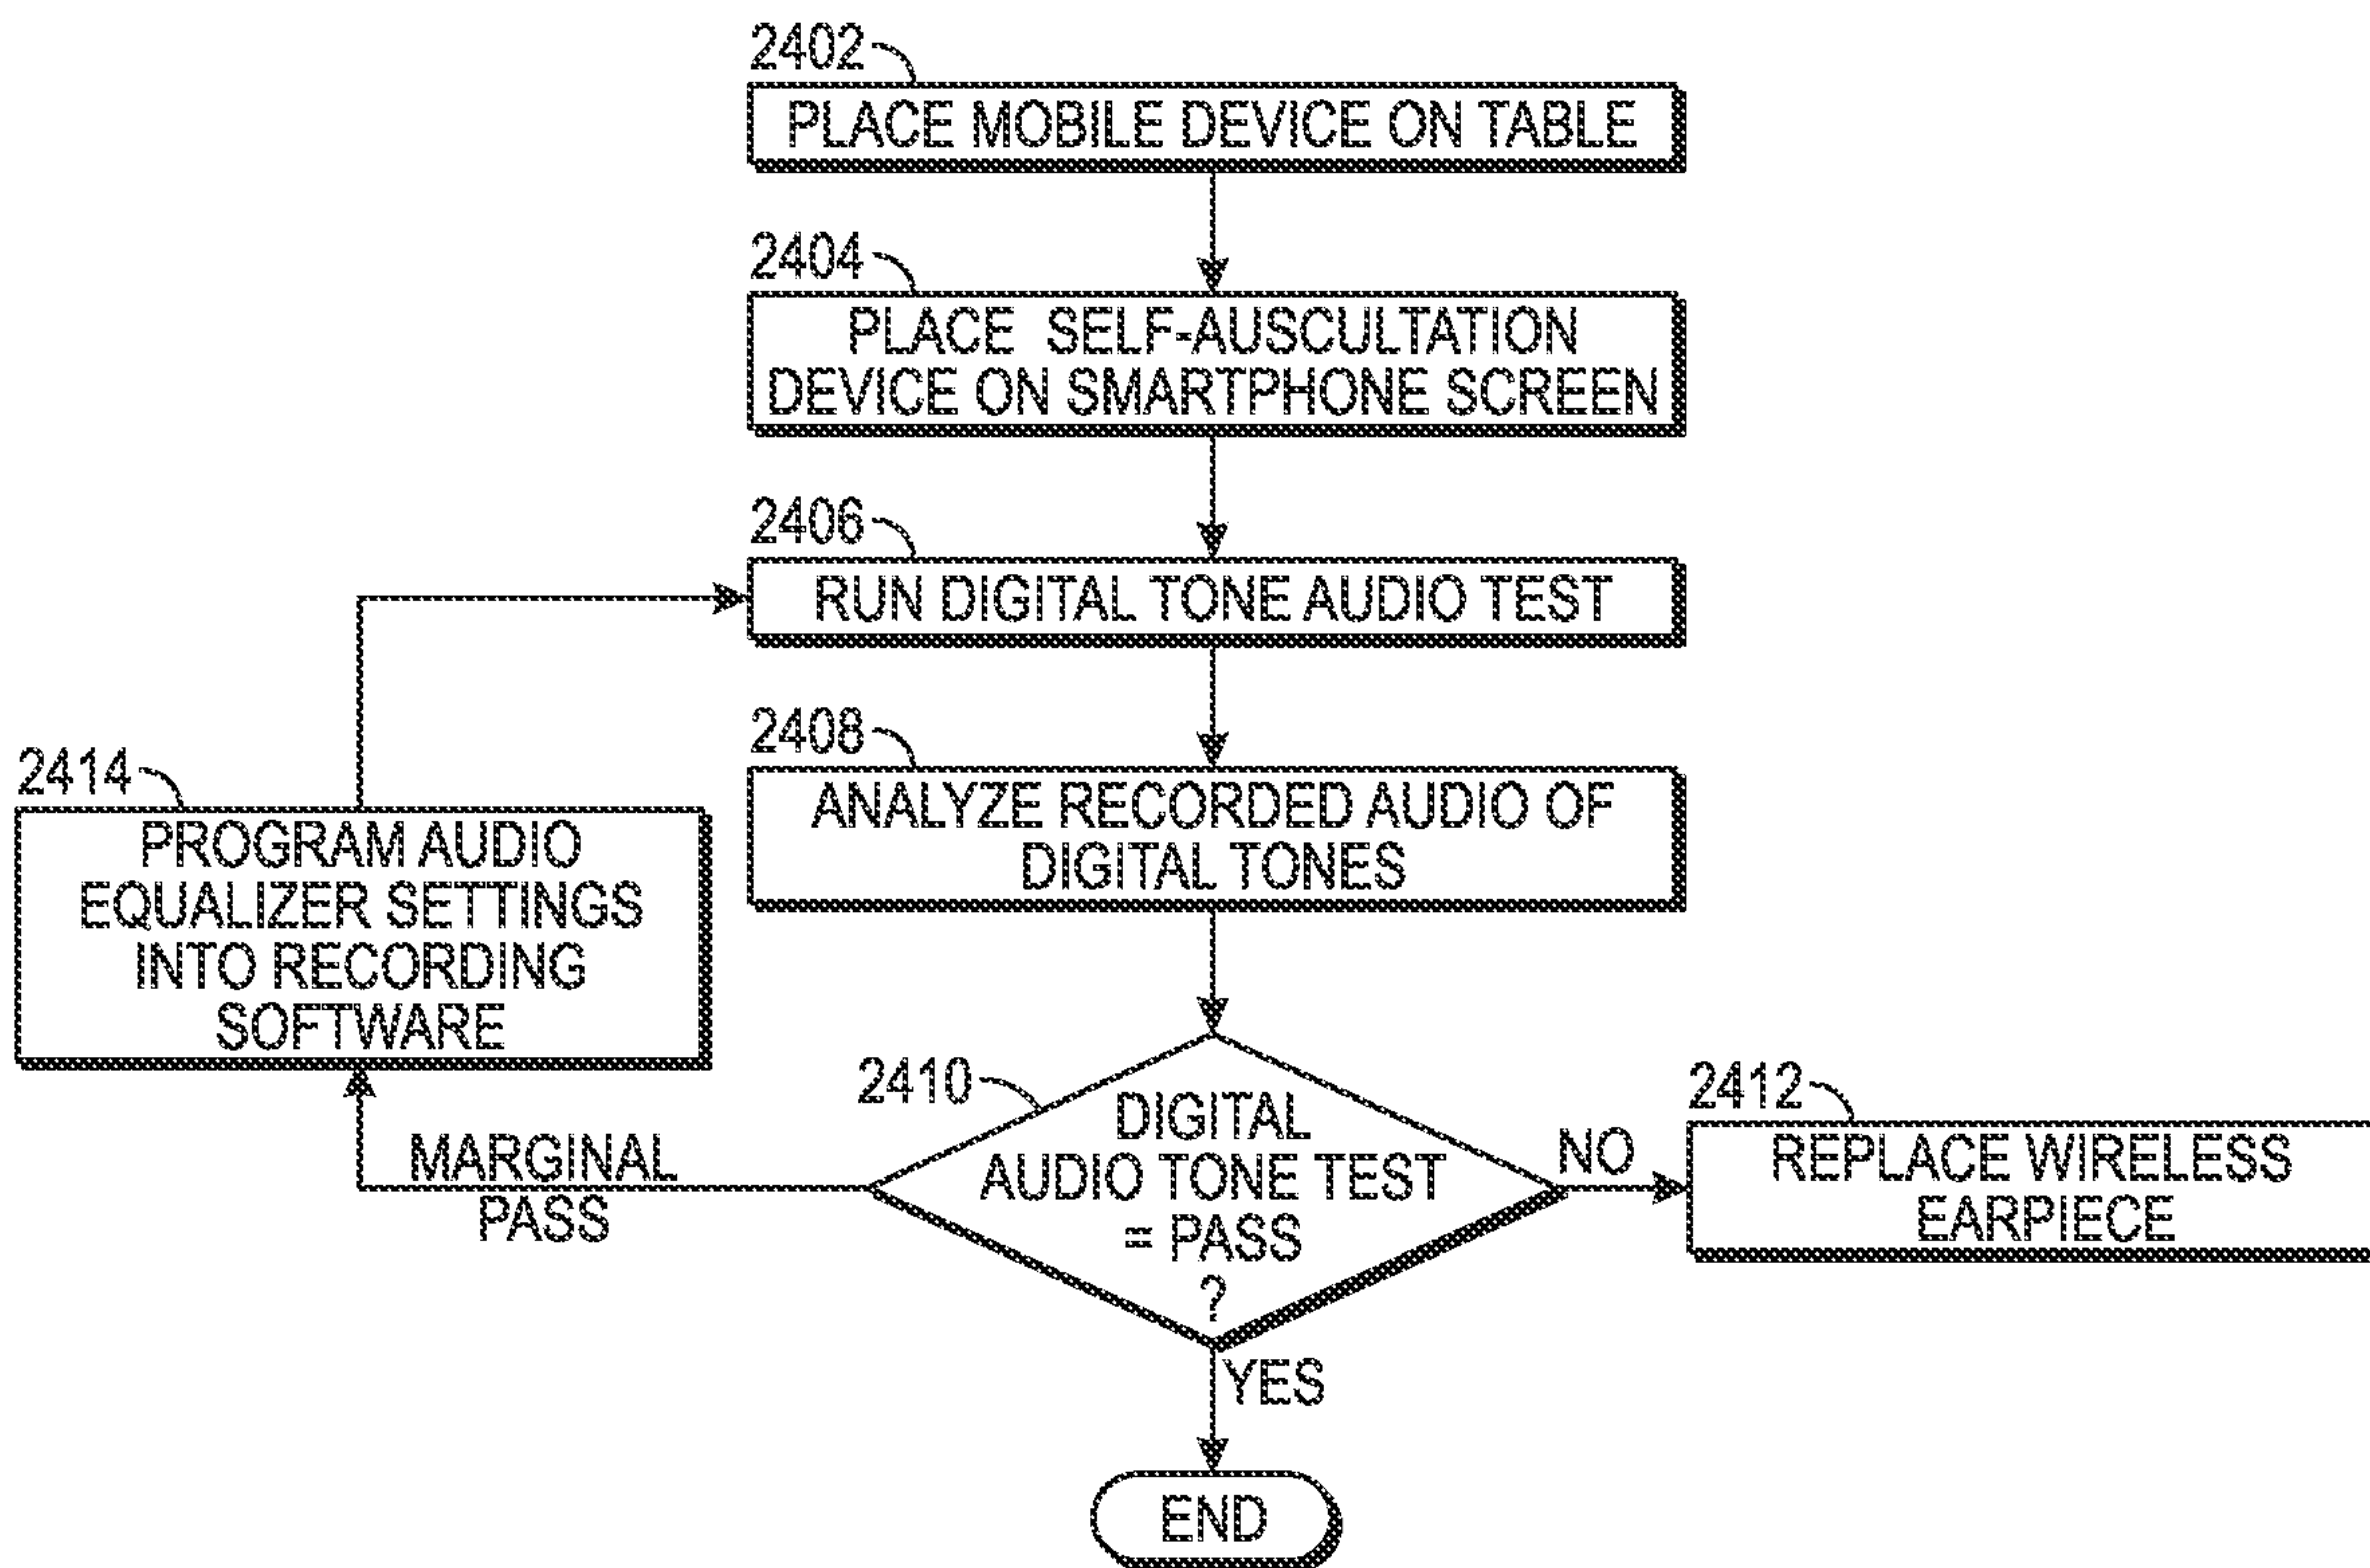 2402
PLACE MOBILE DEVICE ON TABLE
2404
PLACE SELF-AUSCULTATION
DEVICE ON SMARTPHONE SCREEN
2406
RUN DIGITAL TONE AUDIO TEST
2408
ANALYZE RECORDED AUDIO OF
DIGITAL TONES
2414
PROGRAM AUDIO
EQUALIZER SETTINGS
INTO RECORDING
SOFTWARE
MARGINAL
PASS
2410
DIGITAL
AUDIO TONE TEST
= PASS
?
NO
2412
REPLACE WIRELESS
EARPIECE
YES
END